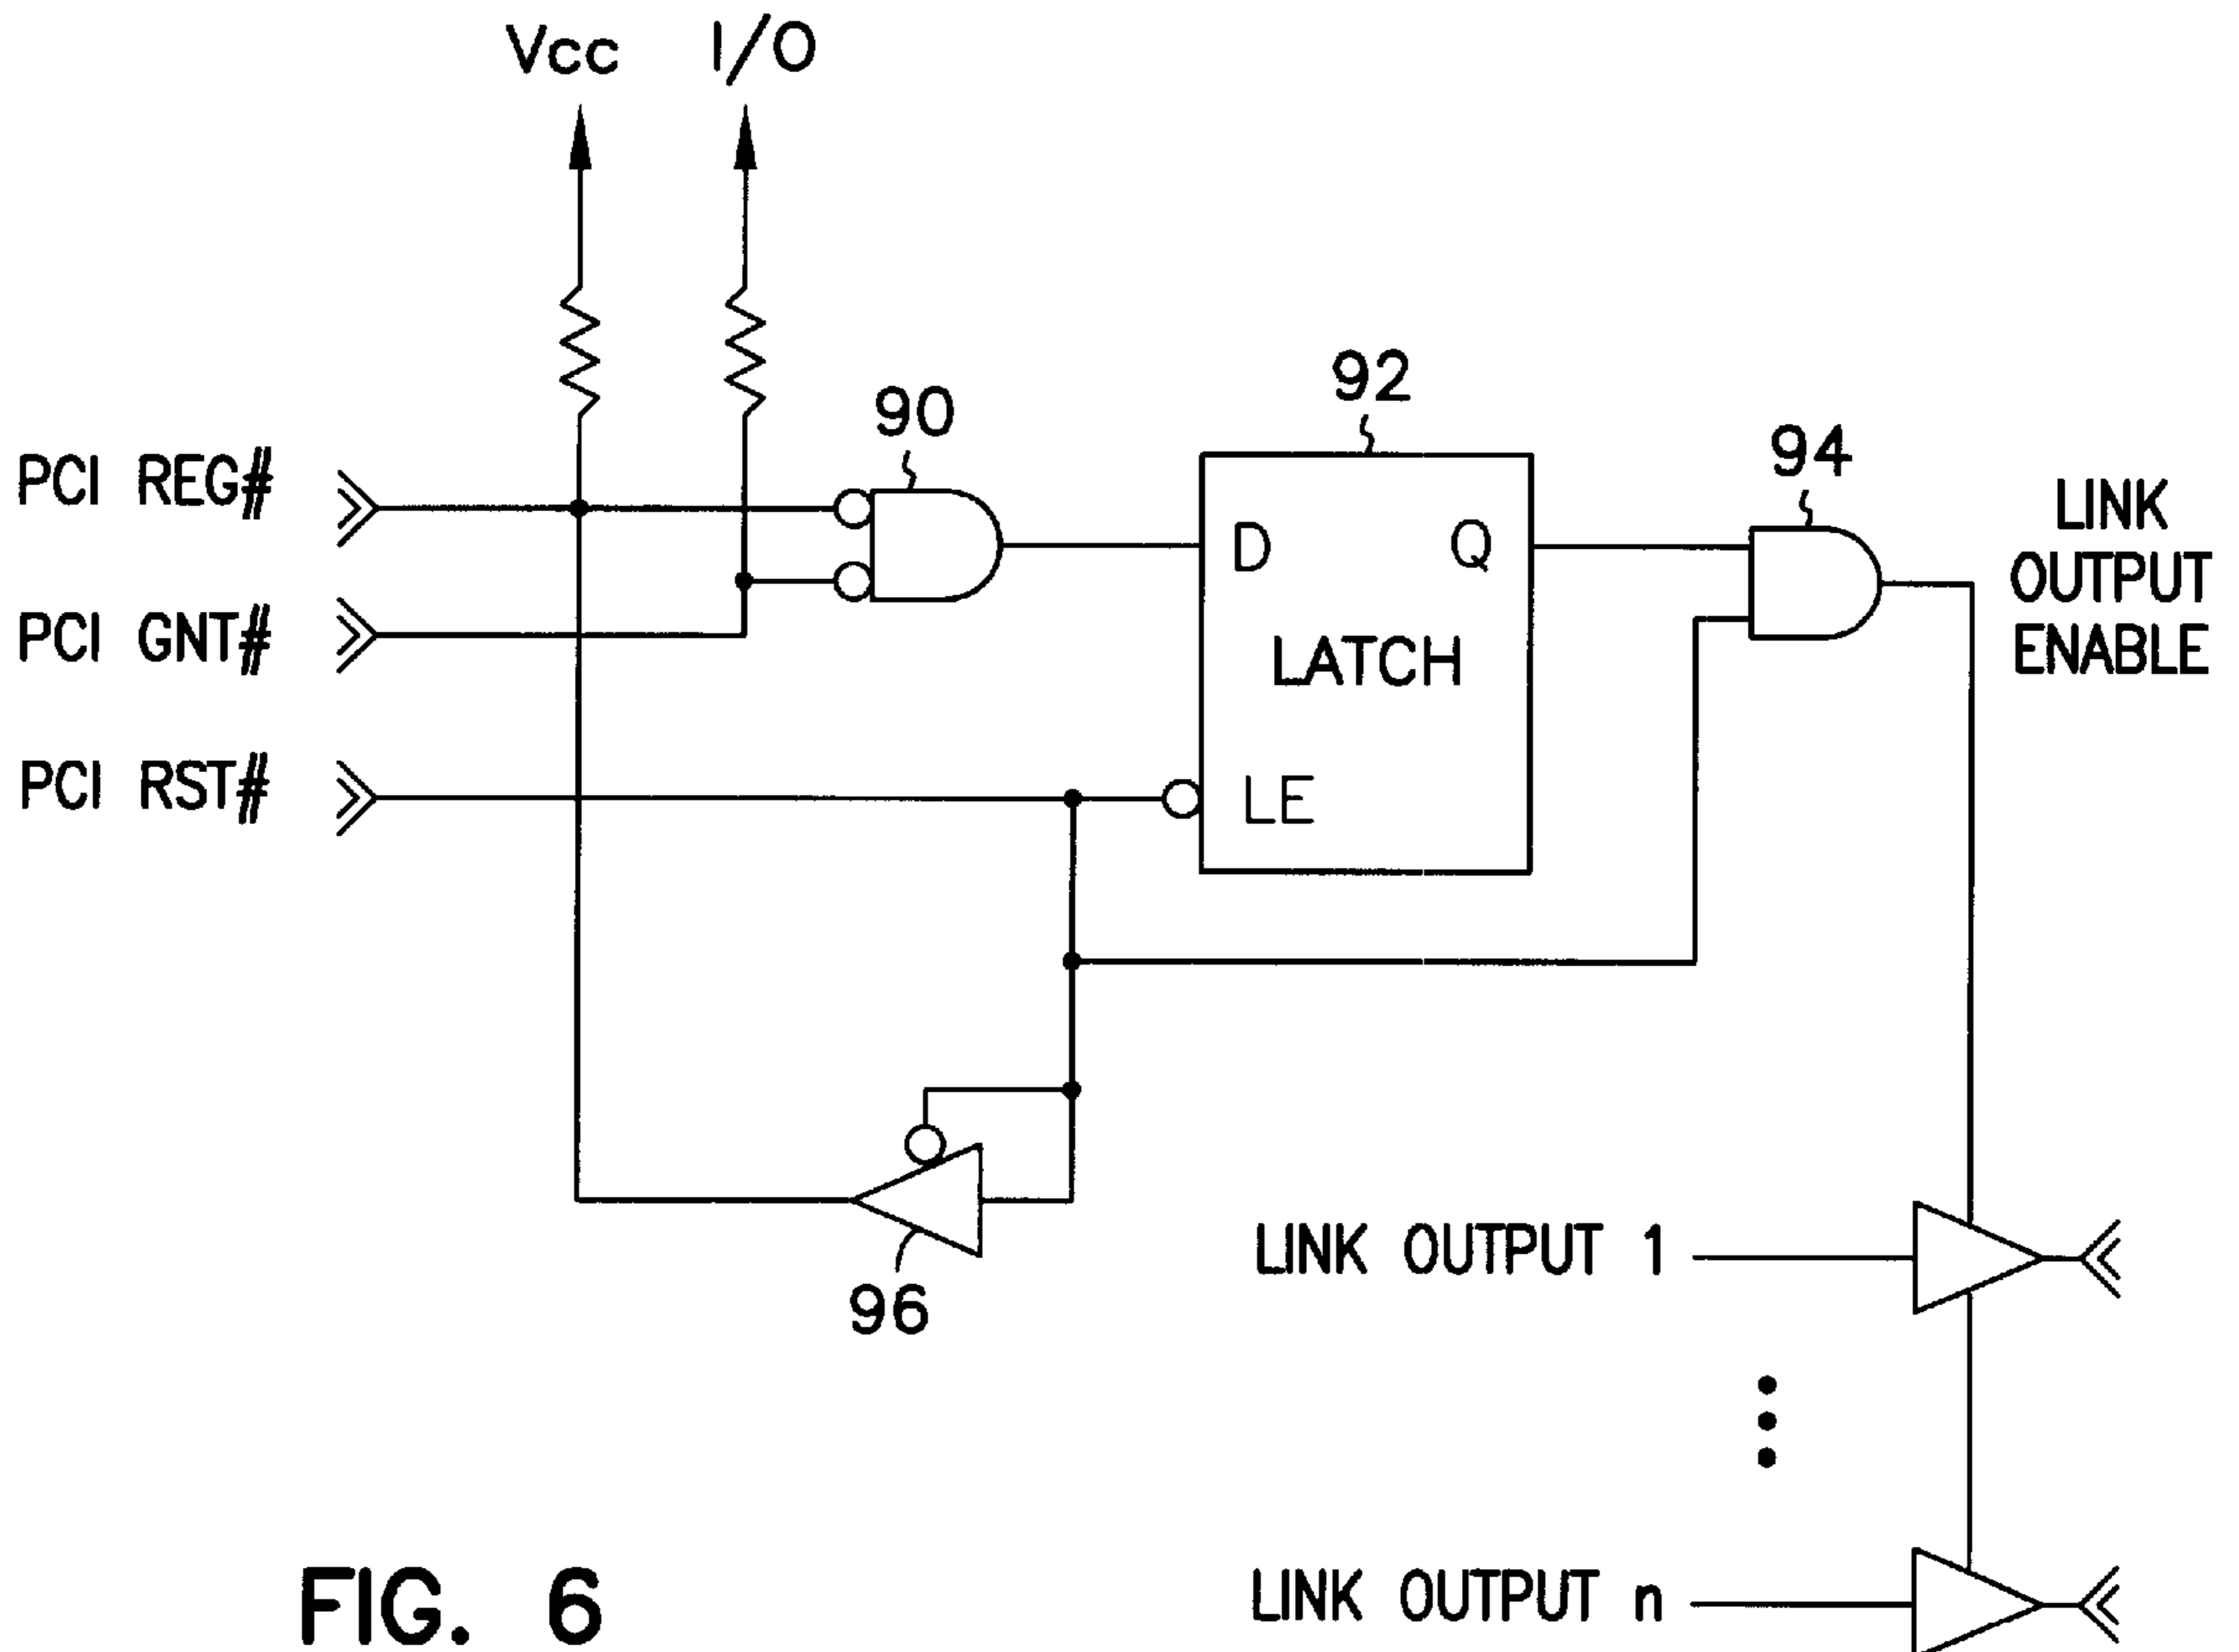 Vcc
I/O
90
92
94
PCI REG#
PCI GNT#
PCI RST#
D
Q
LATCH
LE
LINK
OUTPUT
ENABLE
96
LINK OUTPUT 1
LINK OUTPUT n
FIG. 6